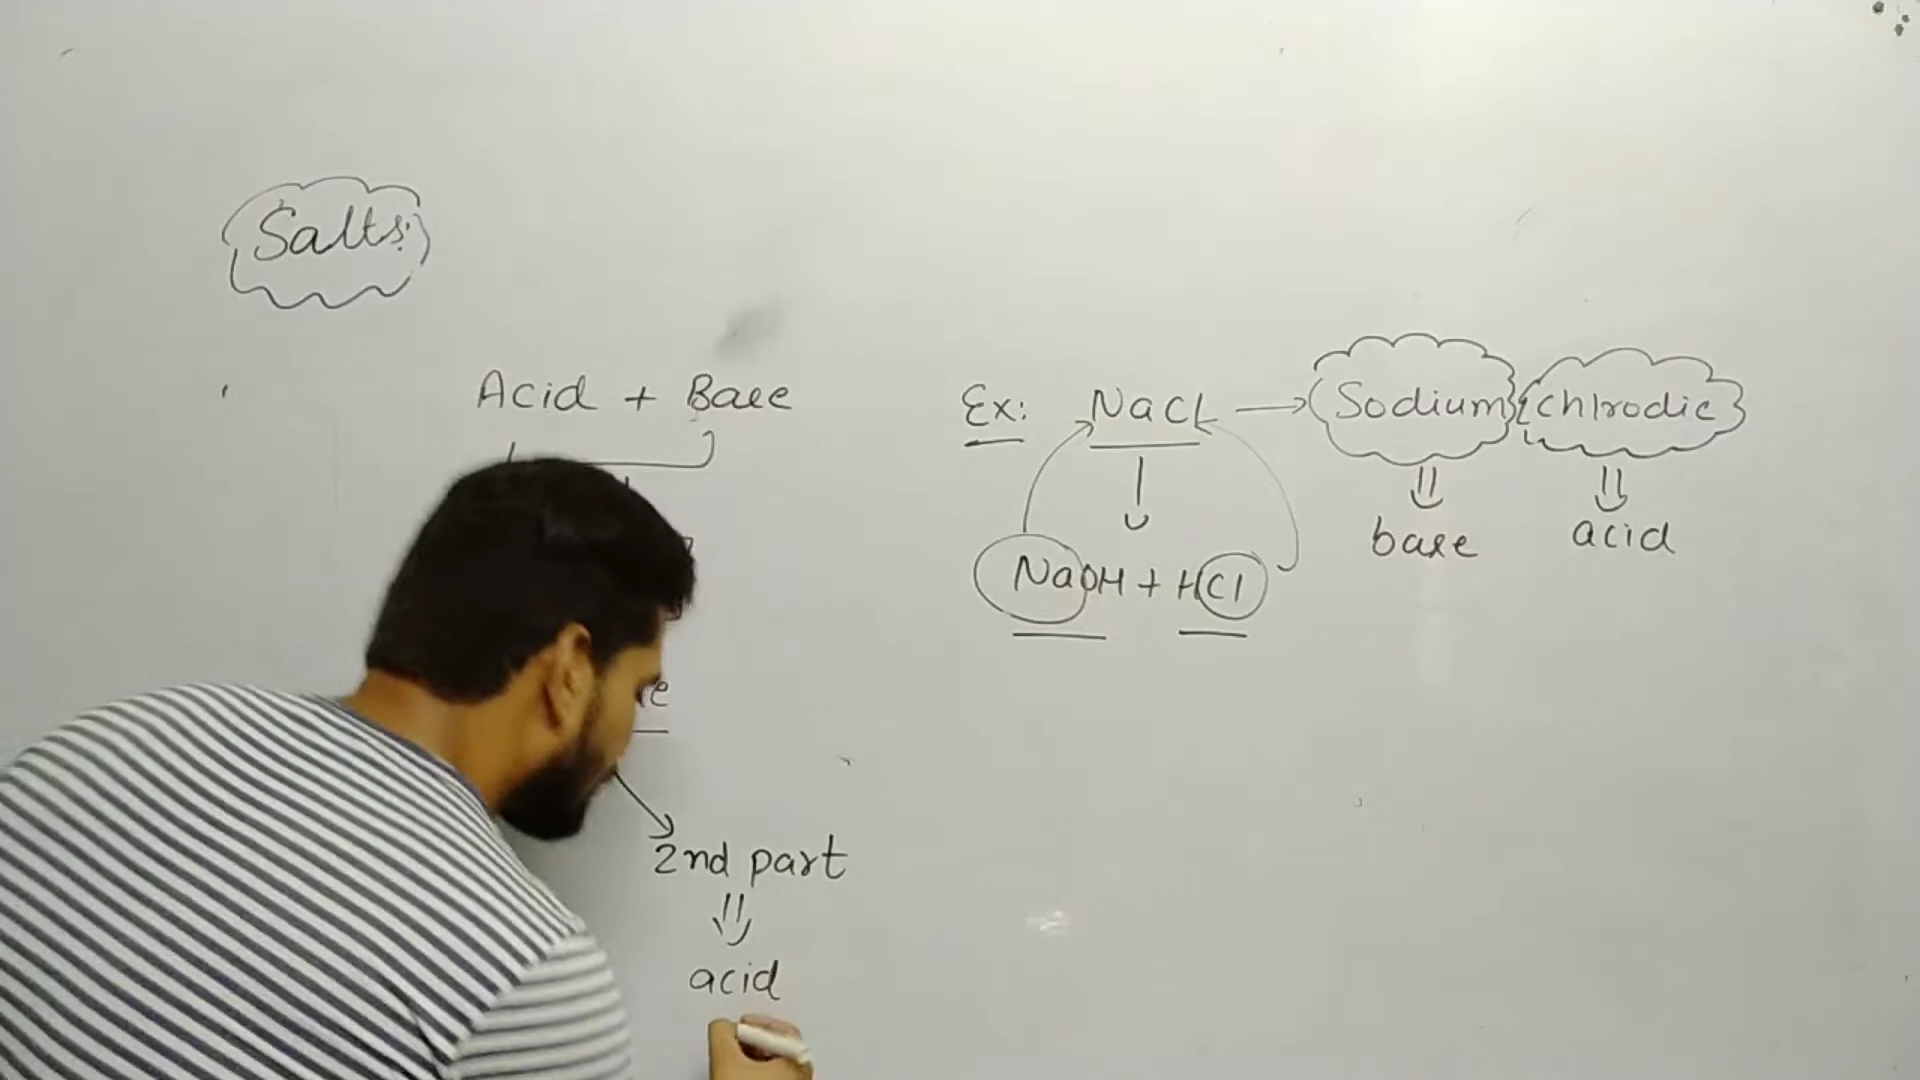 Salts:
Acid + Base
Ex: NaCl → Sodium chlrodie
base acid
NaOH + HCl
2nd part
acid